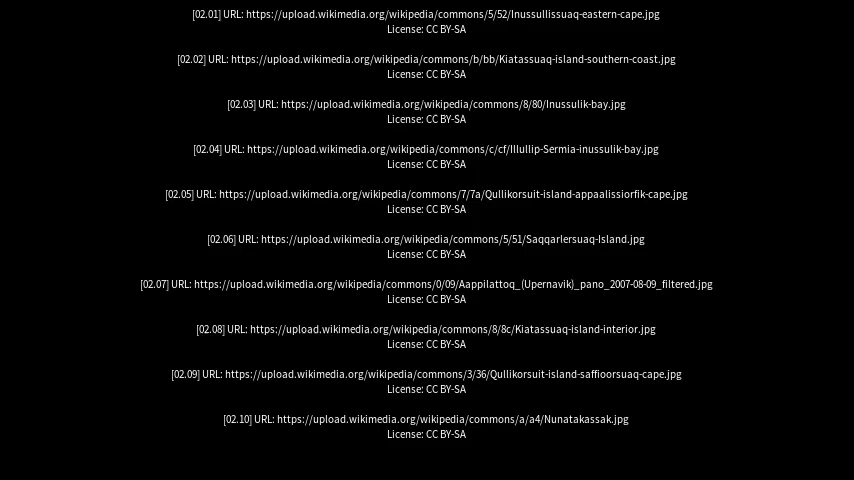 [02.01] URL: https://upload.wikimedia.org/wikipedia/commons/5/52/Inussullissuaq-eastern-cape.jpg
License: CC BY-SA
[02.02] URL: https://upload.wikimedia.org/wikipedia/commons/b/bb/Kiatassuaq-island-southern-coast.jpg
License: CC BY-SA
[02.03] URL: https://upload.wikimedia.org/wikipedia/commons/8/80/Inussulik-bay.jpg
License: CC BY-SA
[02.04] URL: https://upload.wikimedia.org/wikipedia/commons/c/cf/Illullip-Sermia-inussulik-bay.jpg
License: CC BY-SA
[02.05] URL: https://upload.wikimedia.org/wikipedia/commons/7/7a/Qullikorsuit-island-appaalissiorfik-cape.jpg
License: CC BY-SA
[02.06] URL: https://upload.wikimedia.org/wikipedia/commons/5/51/Saqqarlersuaq-Island.jpg
License: CC BY-SA
[02.07] URL: https://upload.wikimedia.org/wikipedia/commons/0/09/Aappilattoq_(Upernavik)_pano_2007-08-09_filtered.jpg
License: CC BY-SA
[02.08] URL: https://upload.wikimedia.org/wikipedia/commons/8/8c/Kiatassuaq-island-interior.jpg
License: CC BY-SA
[02.09] URL: https://upload.wikimedia.org/wikipedia/commons/3/36/Qullikorsuit-island-saffioorsuaq-cape.jpg
License: CC BY-SA
[02.10] URL: https://upload.wikimedia.org/wikipedia/commons/a/a4/Nunatakassak.jpg
License: CC BY-SA